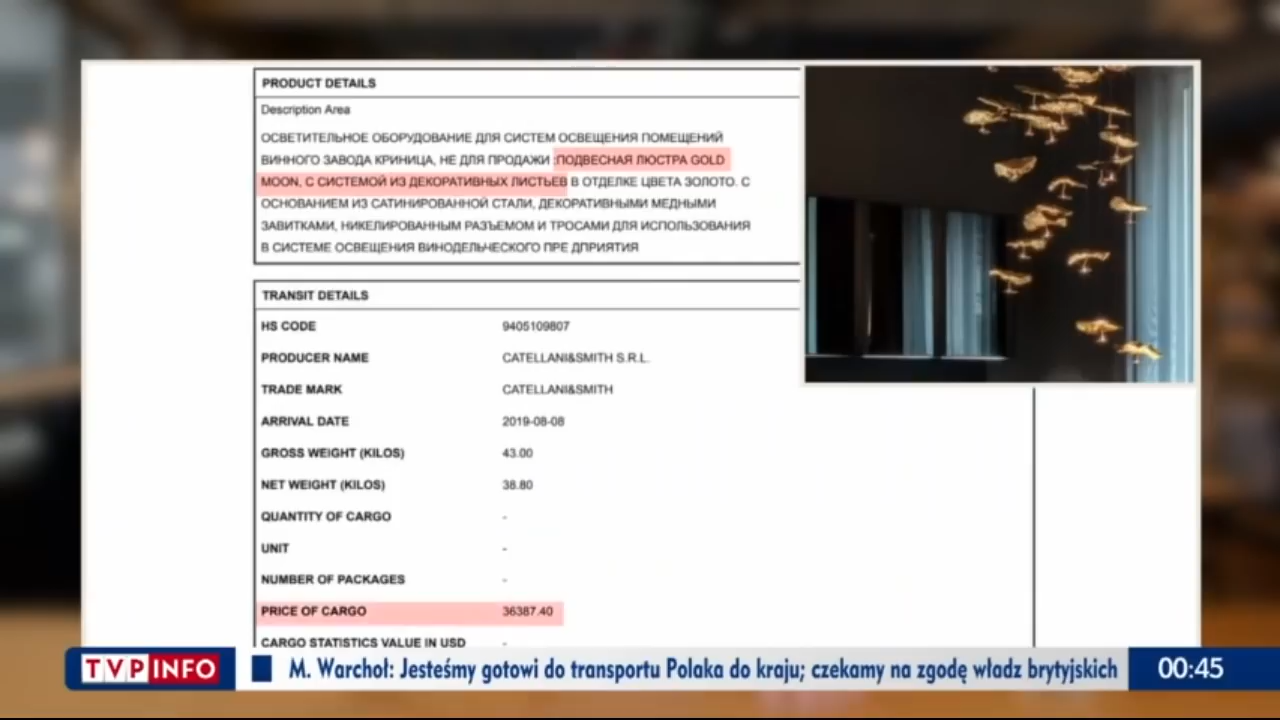 PRODUCT DETAILS
Description Area
ОСВЕТИТЕЛЬНОЕ ОБОРУДОВАНИЕ ДЛЯ СИСТЕМ ОСВЕЩЕНИЯ ПОМЕЩЕНИЙ
ВИННОГО ЗАВОДА КРИНИЦА, НЕ ДЛЯ ПРОДАЖИ :ПОДВЕСНАЯ ЛЮСТРА GOLD
MOON, С СИСТЕМОЙ ИЗ ДЕКОРАТИВНЫХ ЛИСТЬЕВ В ОТДЕЛКЕ ЦВЕТА ЗОЛОТО. С
ОСНОВАНИЕМ ИЗ САТИНИРОВАННОЙ СТАЛИ, ДЕКОРАТИВНЫМИ МЕДНЫМИ
ЗАВИТКАМИ, НИКЕЛИРОВАННЫМ РАЗЪЕМОМ И ТРОСАМИ ДЛЯ ИСПОЛЬЗОВАНИЯ
В СИСТЕМЕ ОСВЕЩЕНИЯ ВИНОДЕЛЬЧЕСКОГО ПРЕ ДПРИЯТИЯ
TRANSIT DETAILS
HS CODE 9405109807
PRODUCER NAME CATELLANI&SMITH S.R.L.
TRADE MARK CATELLANI&SMITH
ARRIVAL DATE 2019-08-08
GROSS WEIGHT (KILOS) 43.00
NET WEIGHT (KILOS) 38.80
QUANTITY OF CARGO -
UNIT -
NUMBER OF PACKAGES -
PRICE OF CARGO 36387.40
CARGO STATISTICS VALUE IN USD -
TVP INFO M. Warchoł: Jesteśmy gotowi do transportu Polaka do kraju; czekamy na zgodę władz brytyjskich 00:45